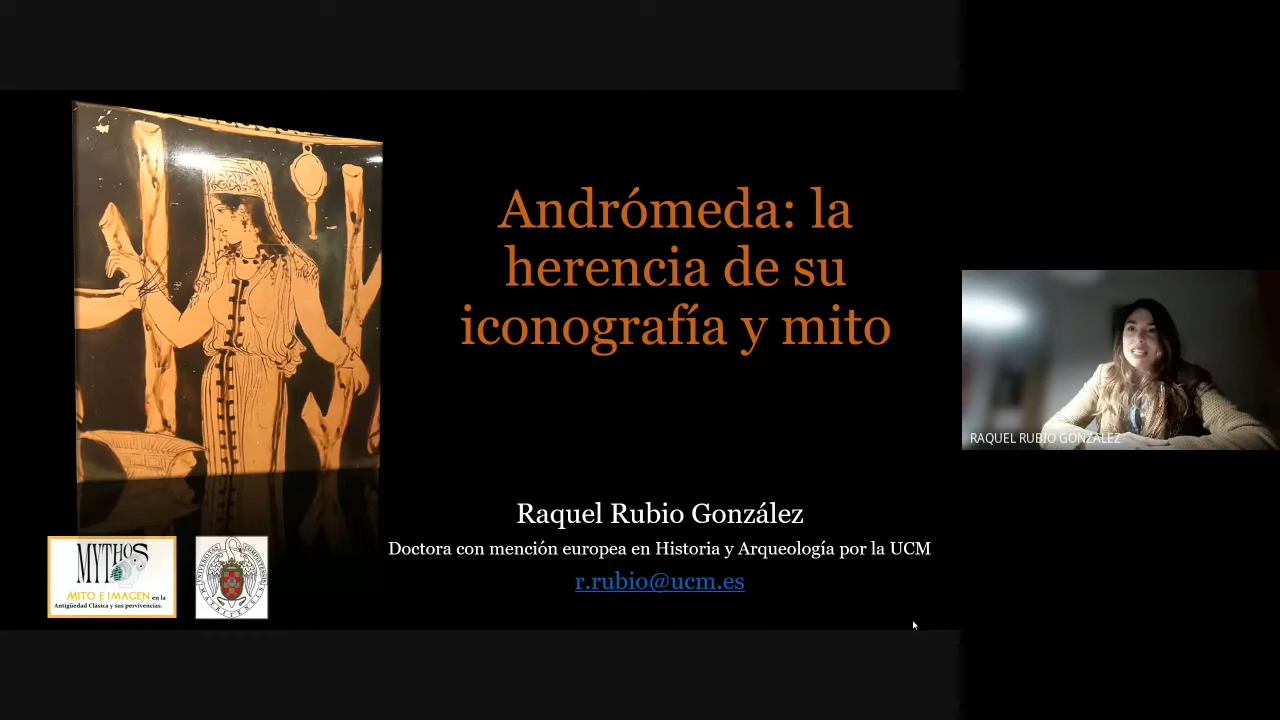 Andrómeda: la
herencia de su
iconografía y mito
Raquel Rubio González
Doctora con mención europea en Historia y Arqueología por la UCM
r.rubio@ucm.es
MYTHOS
MITO E IMAGEN en la
Antigüedad Clásica y sus pervivencias.
RAQUEL RUBIO GONZÁLEZ